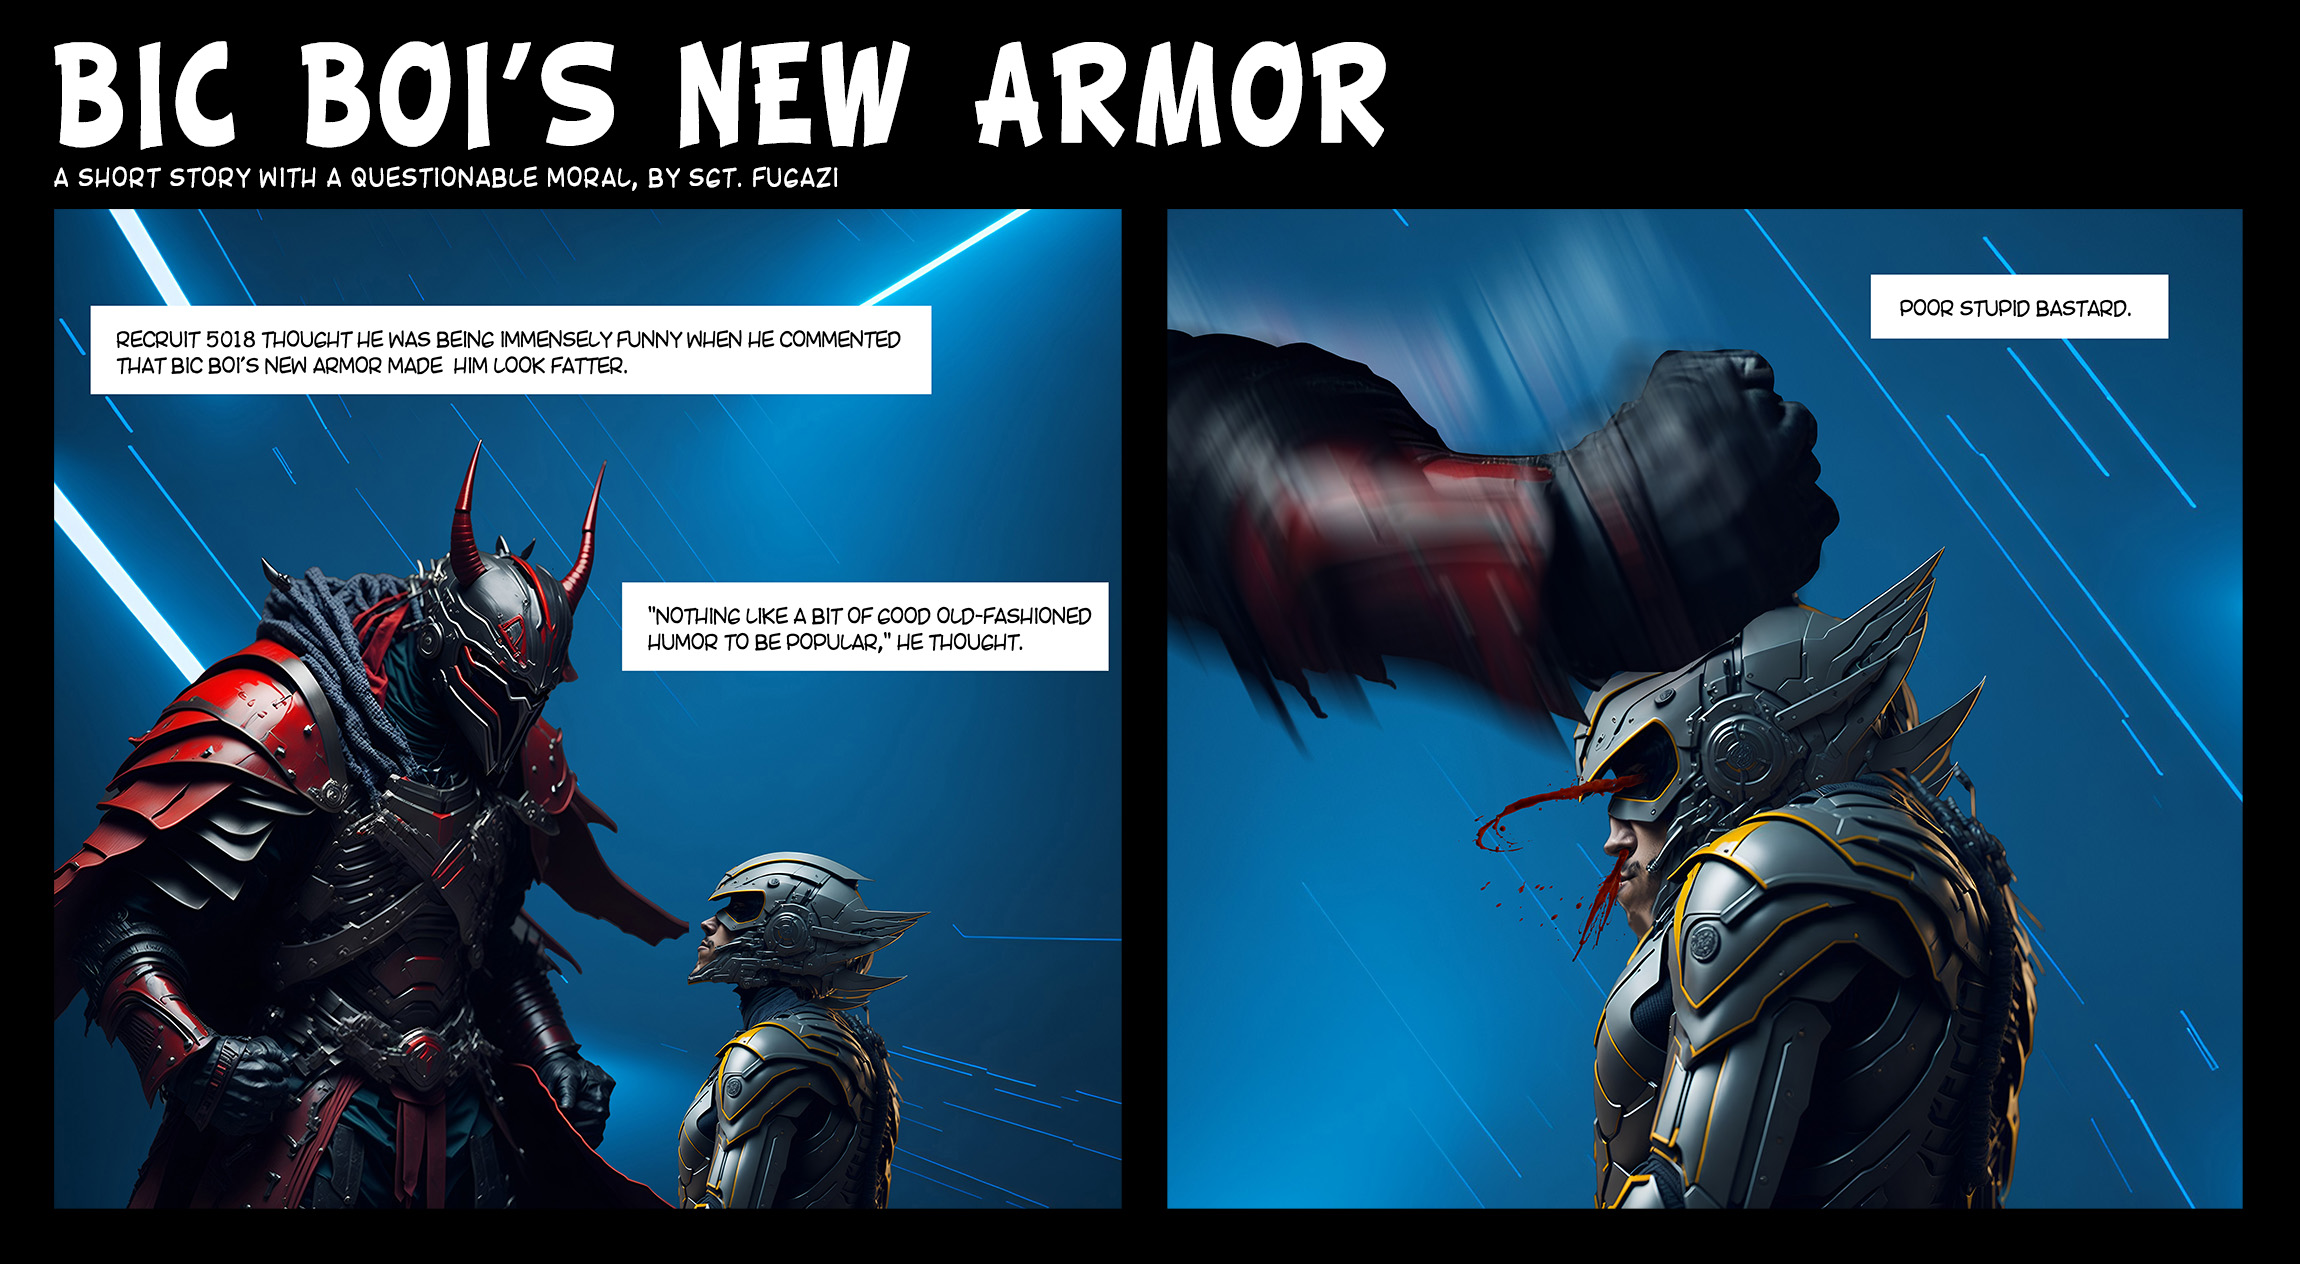 BIC BOI'S NEW ARMOR
A SHORT STORY WITH A QUESTIONABLE MORAL, BY SGT. FUGAZI
RECRUIT 5018 THOUGHT HE WAS BEING IMMENSELY FUNNY WHEN HE COMMENTED
THAT BIC BOI'S NEW ARMOR MADE HIM LOOK FATTER.
"NOTHING LIKE A BIT OF GOOD OLD-FASHIONED
HUMOR TO BE POPULAR," HE THOUGHT.
POOR STUPID BASTARD.